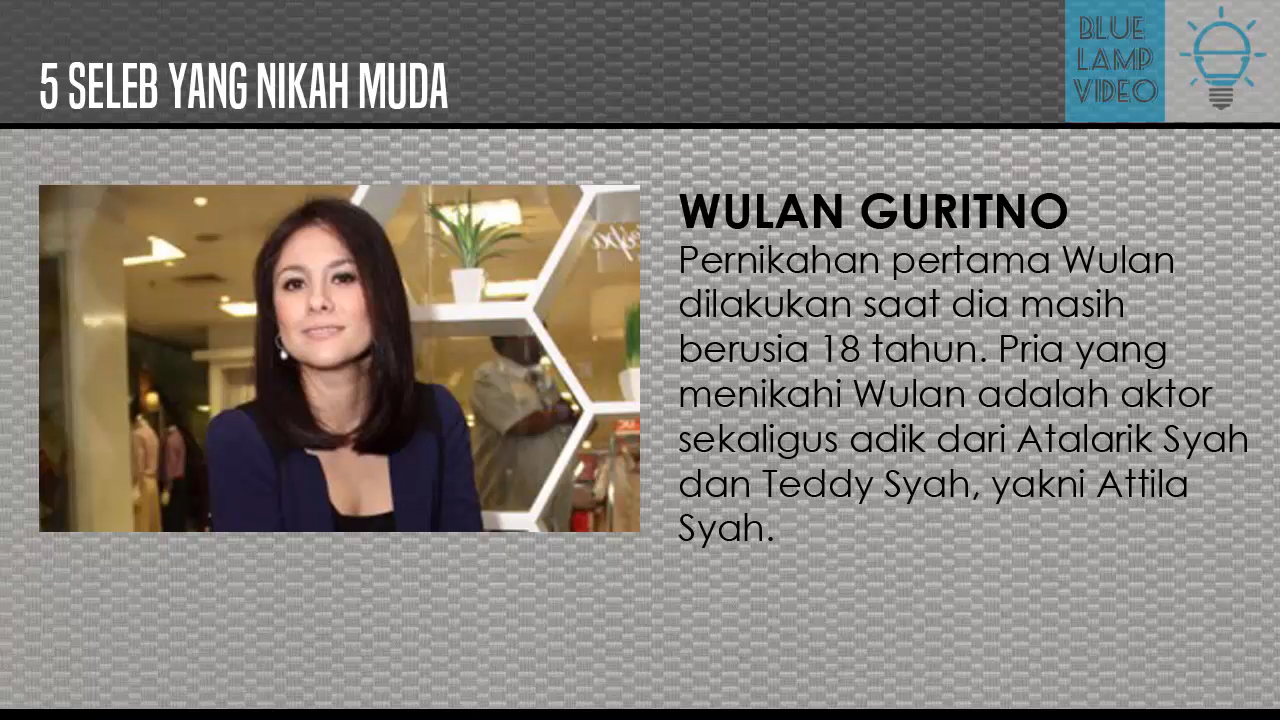 5 SELEB YANG NIKAH MUDA
BLUE
LAMP
VIDEO
WULAN GURITNO
Pernikahan pertama Wulan
dilakukan saat dia masih
berusia 18 tahun. Pria yang
menikahi Wulan adalah aktor
sekaligus adik dari Atalarik Syah
dan Teddy Syah, yakni Attila
Syah.